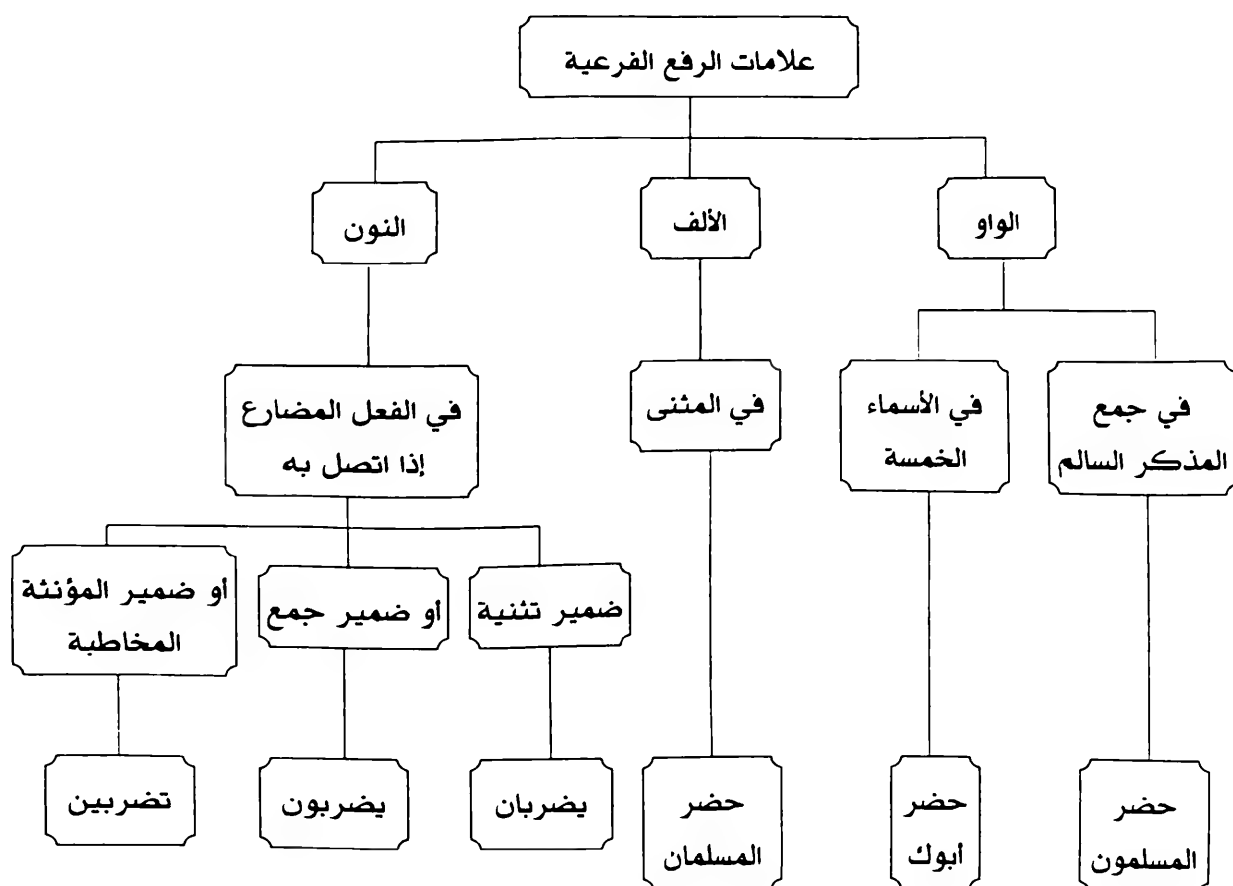 علامات الرفع الفرعية
الواو
الألف
النون
في جمع
المذكر السالم
في الأسماء
الخمسة
في المثنى
في الفعل المضارع
إذا اتصل به
ضمير تثنية
أو ضمير جمع
أو ضمير المؤنثة
المخاطبة
حضر
المسلمون
حضر
أبوك
حضر
المسلمان
يضربان
يضربون
تضربين